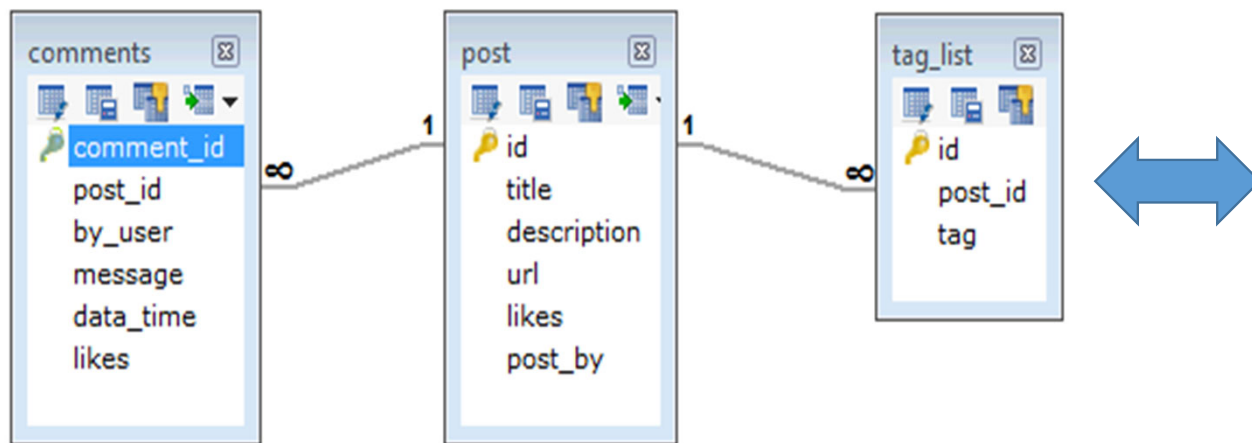 comments
comment_id
post_id
by_user
message
data_time
likes
∞
1
post
id
title
description
url
likes
post_by
1
∞
tag_list
id
post_id
tag